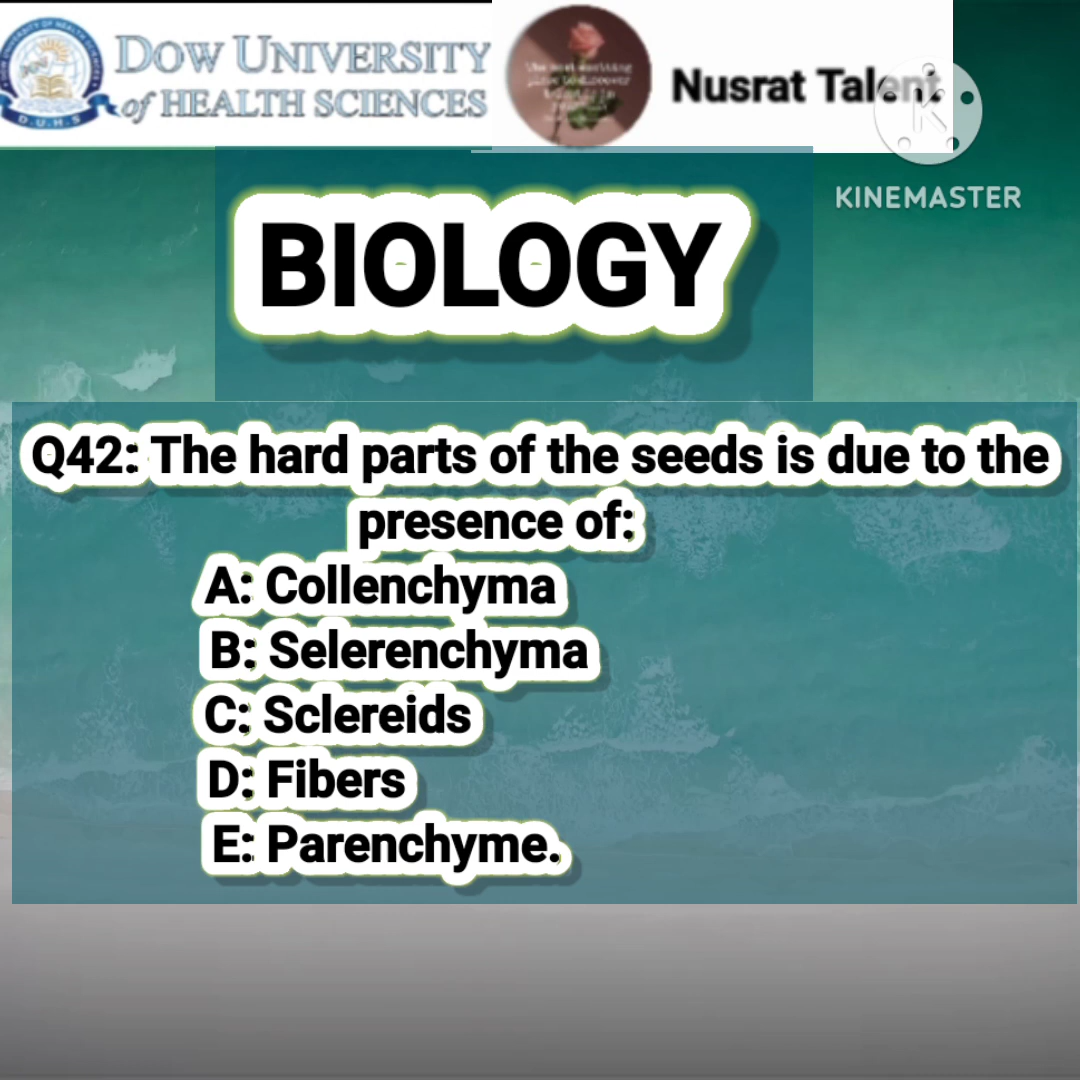 DOW UNIVERSITY
of HEALTH SCIENCES
D.U.H.S
Nusrat Talent
KINEMASTER
BIOLOGY
Q42: The hard parts of the seeds is due to the
presence of:
A: Collenchyma
B: Selerenchyma
C: Sclereids
D: Fibers
E: Parenchyme.